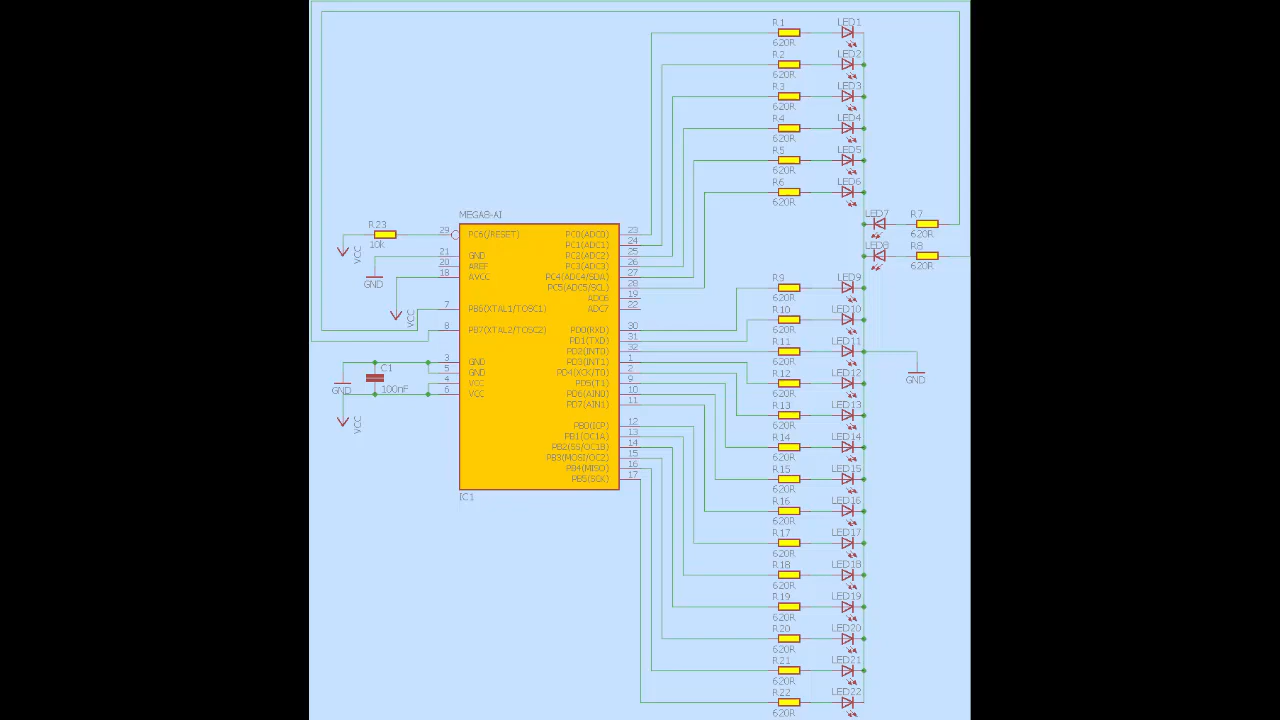 R1
LED1
620R
R2
LED2
620R
R3
LED3
620R
R4
LED4
620R
R5
LED5
620R
R6
LED6
620R
LED7
R7
620R
LED8
R8
620R
MEGA8-AI
R23
10k
VCC
GND
VCC
29
PC6(/RESET)
21
GND
20
AREF
18
AVCC
7
PB6(XTAL1/TOSC1)
8
PB7(XTAL2/TOSC2)
3
GND
5
GND
4
VCC
6
VCC
C1
100nF
GND
VCC
PC0(ADC0)
23
PC1(ADC1)
24
PC2(ADC2)
25
PC3(ADC3)
26
PC4(ADC4/SDA)
27
PC5(ADC5/SCL)
28
ADC6
19
ADC7
22
PD0(RXD)
30
PD1(TXD)
31
PD2(INT0)
32
PD3(INT1)
1
PD4(XCK/T0)
2
PD5(T1)
9
PD6(AIN0)
10
PD7(AIN1)
11
PB0(ICP)
12
PB1(OC1A)
13
PB2(SS/OC1B)
14
PB3(MOSI/OC2)
15
PB4(MISO)
16
PB5(SCK)
17
IC1
R9
LED9
620R
R10
LED10
620R
R11
LED11
620R
GND
R12
LED12
620R
R13
LED13
620R
R14
LED14
620R
R15
LED15
620R
R16
LED16
620R
R17
LED17
620R
R18
LED18
620R
R19
LED19
620R
R20
LED20
620R
R21
LED21
620R
R22
LED22
620R